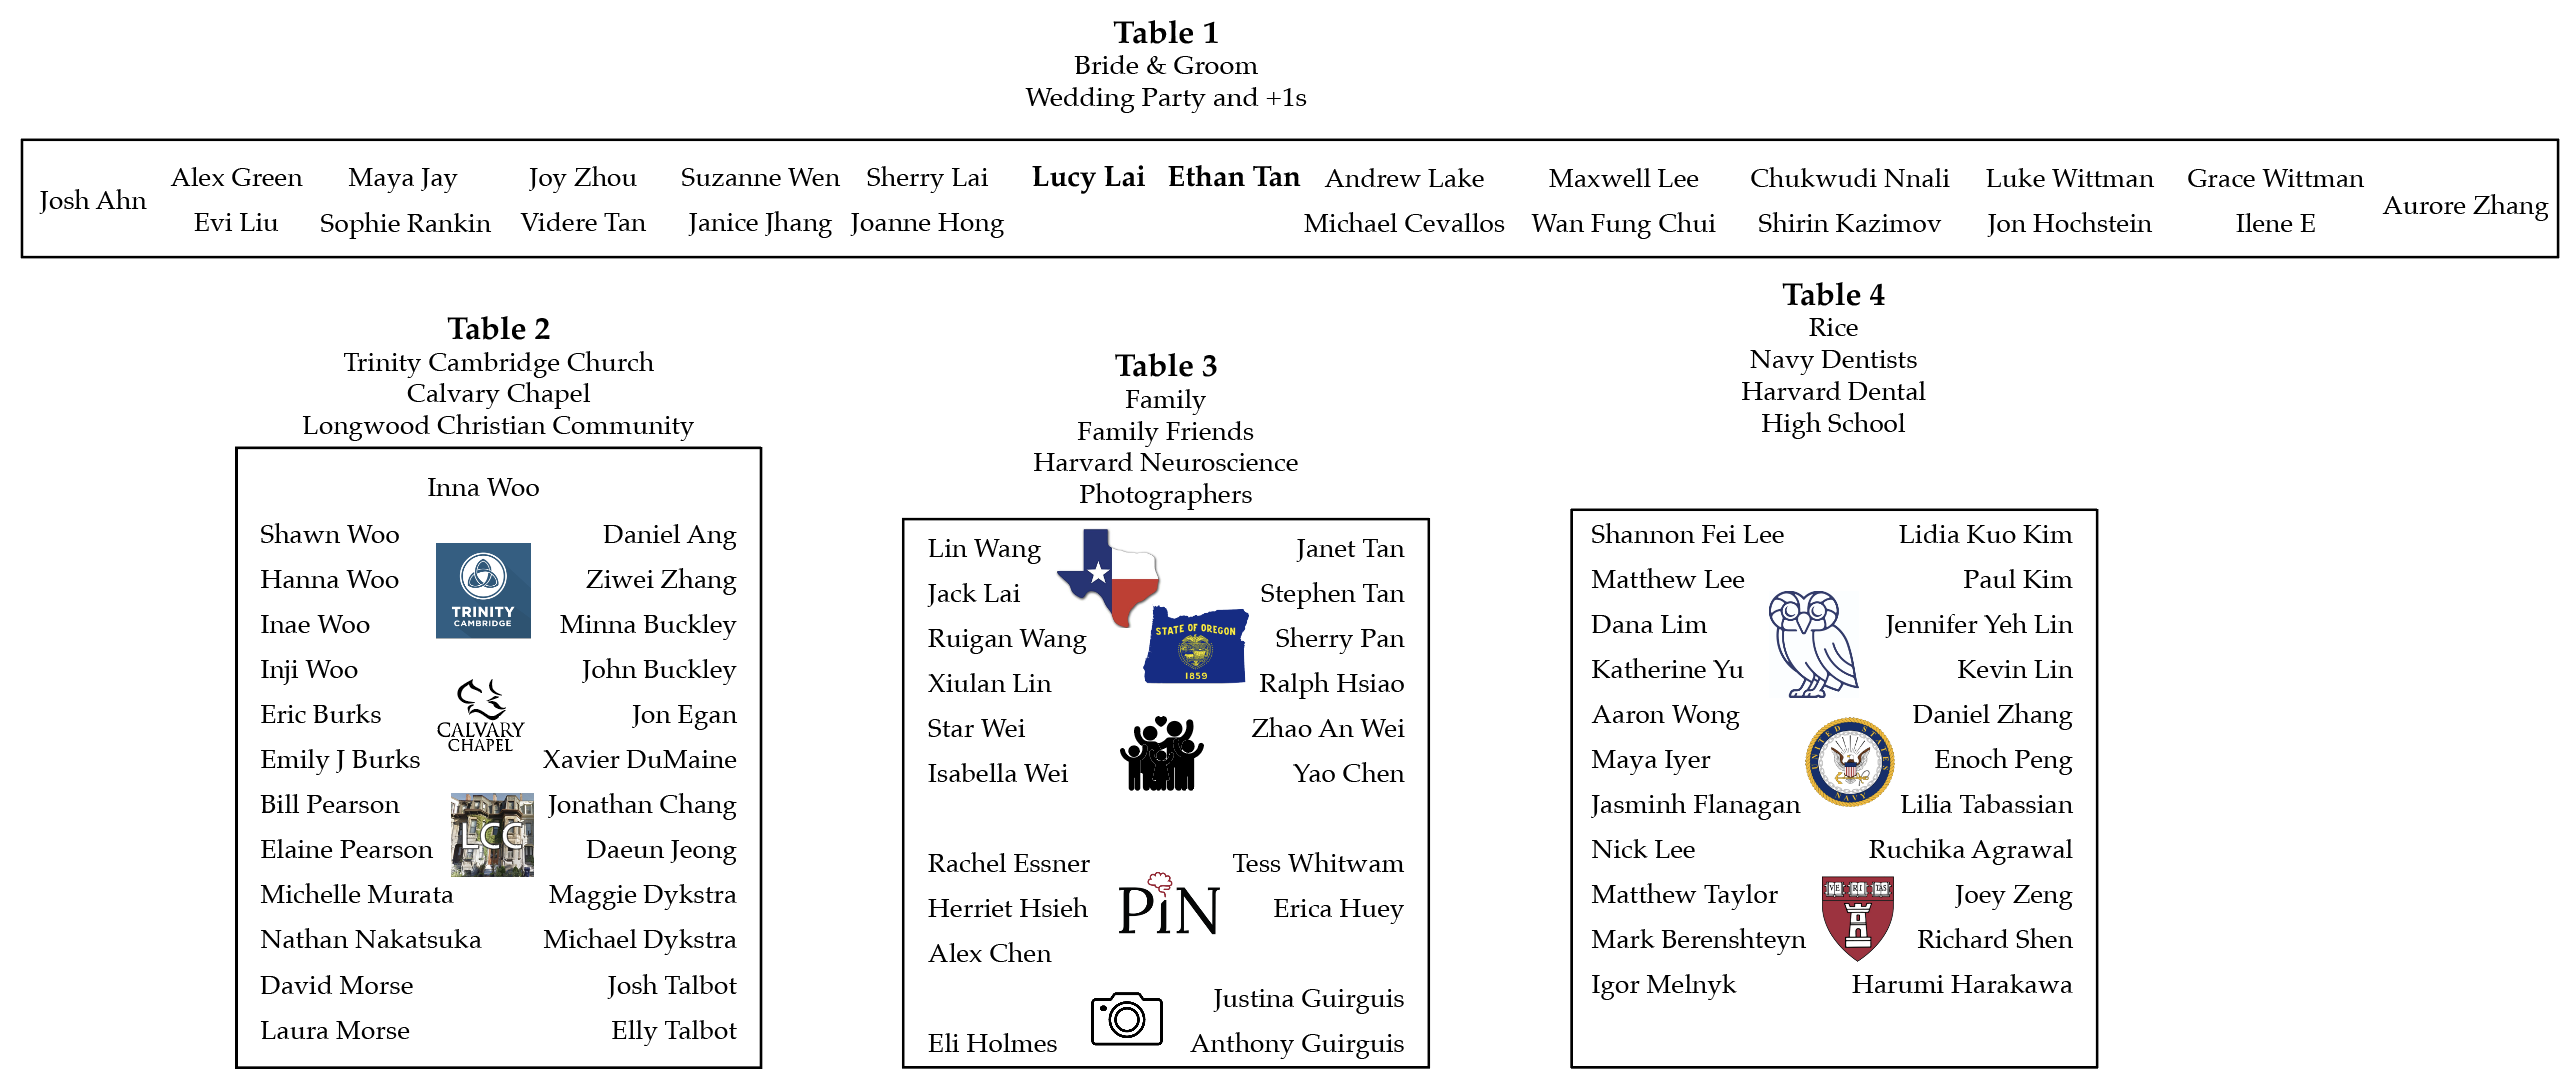 Table 1
Bride & Groom
Wedding Party and +1s
Josh Ahn
Alex Green Maya Jay Joy Zhou Suzanne Wen Sherry Lai Lucy Lai Ethan Tan Andrew Lake Maxwell Lee Chukwudi Nnali Luke Wittman Grace Wittman
Evi Liu Sophie Rankin Videre Tan Janice Jhang Joanne Hong Michael Cevallos Wan Fung Chui Shirin Kazimov Jon Hochstein Ilene E
Aurore Zhang
Table 2
Trinity Cambridge Church
Calvary Chapel
Longwood Christian Community
Inna Woo
Shawn Woo Daniel Ang
Hanna Woo Ziwei Zhang
Inae Woo Minna Buckley
Inji Woo John Buckley
Eric Burks Jon Egan
Emily J Burks Xavier DuMaine
Bill Pearson Jonathan Chang
Elaine Pearson Daeun Jeong
Michelle Murata Maggie Dykstra
Nathan Nakatsuka Michael Dykstra
David Morse Josh Talbot
Laura Morse Elly Talbot
TRINITY
CAMBRIDGE
CALVARY
CHAPEL
LCC
Table 3
Family
Family Friends
Harvard Neuroscience
Photographers
Lin Wang Janet Tan
Jack Lai Stephen Tan
Ruigan Wang Sherry Pan
Xiulan Lin Ralph Hsiao
Star Wei Zhao An Wei
Isabella Wei Yao Chen
Rachel Essner Tess Whitwam
Herriet Hsieh Erica Huey
Alex Chen
Justina Guirguis
Eli Holmes Anthony Guirguis
STATE OF OREGON
1859
PiN
Table 4
Rice
Navy Dentists
Harvard Dental
High School
Shannon Fei Lee Lidia Kuo Kim
Matthew Lee Paul Kim
Dana Lim Jennifer Yeh Lin
Katherine Yu Kevin Lin
Aaron Wong Daniel Zhang
Maya Iyer Enoch Peng
Jasminh Flanagan Lilia Tabassian
Nick Lee Ruchika Agrawal
Matthew Taylor Joey Zeng
Mark Berenshteyn Richard Shen
Igor Melnyk Harumi Harakawa
UNITED STATES
NAVY
VE RI TAS